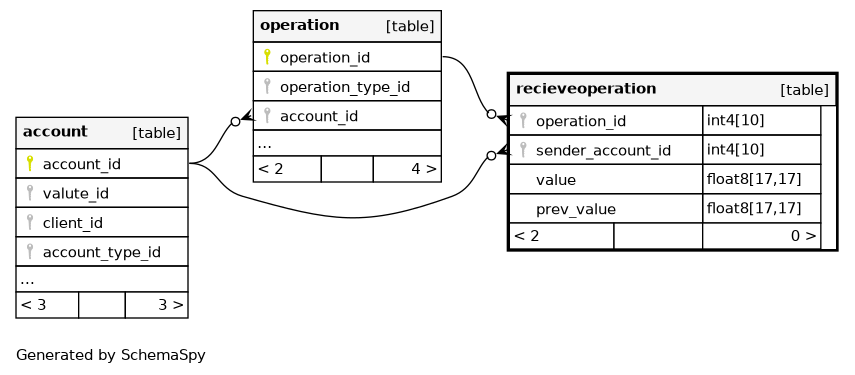 operation [table]
operation_id
operation_type_id
account_id
...
< 2 4 >
recieveoperation [table]
operation_id int4[10]
sender_account_id int4[10]
value float8[17,17]
prev_value float8[17,17]
< 2 0 >
account [table]
account_id
valute_id
client_id
account_type_id
...
< 3 3 >
Generated by SchemaSpy